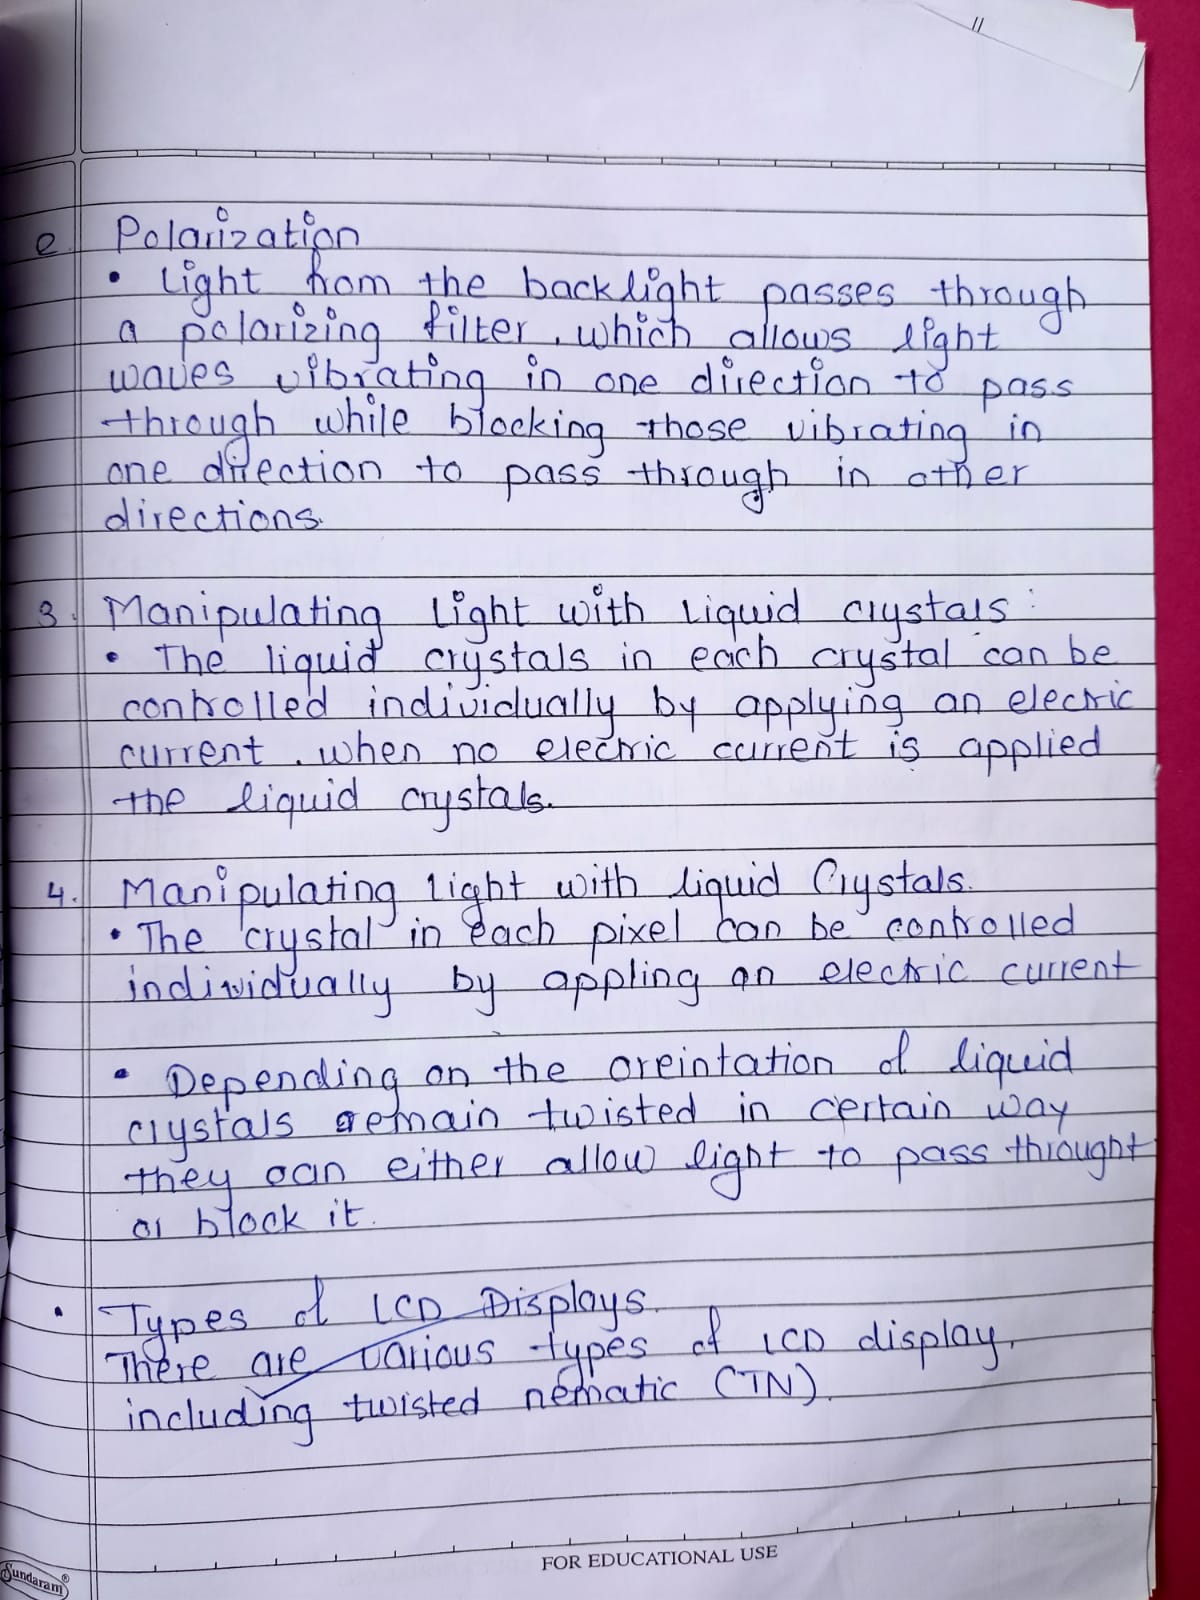 e. Polarization
• Light from the backlight passes through
a polarizing filter, which allows light
waves vibrating in one direction to pass
through while blocking those vibrating in
one direction to pass through in other
directions.
3. Manipulating Light with Liquid crystals:
• The liquid crystals in each crystal can be
controlled individually by applying an electric
current. when no electric current is applied
the liquid crystals.
4. Manipulating light with liquid Crystals.
• The crystal in each pixel can be controlled
individually by appling an electric current
• Depending on the oreintation of liquid
crystals remain twisted in certain way
they can either allow light to pass throught
or block it.
• Types of LCD Displays.
There are various types of LCD display,
including twisted nematic (TN).
FOR EDUCATIONAL USE
Sundaram®